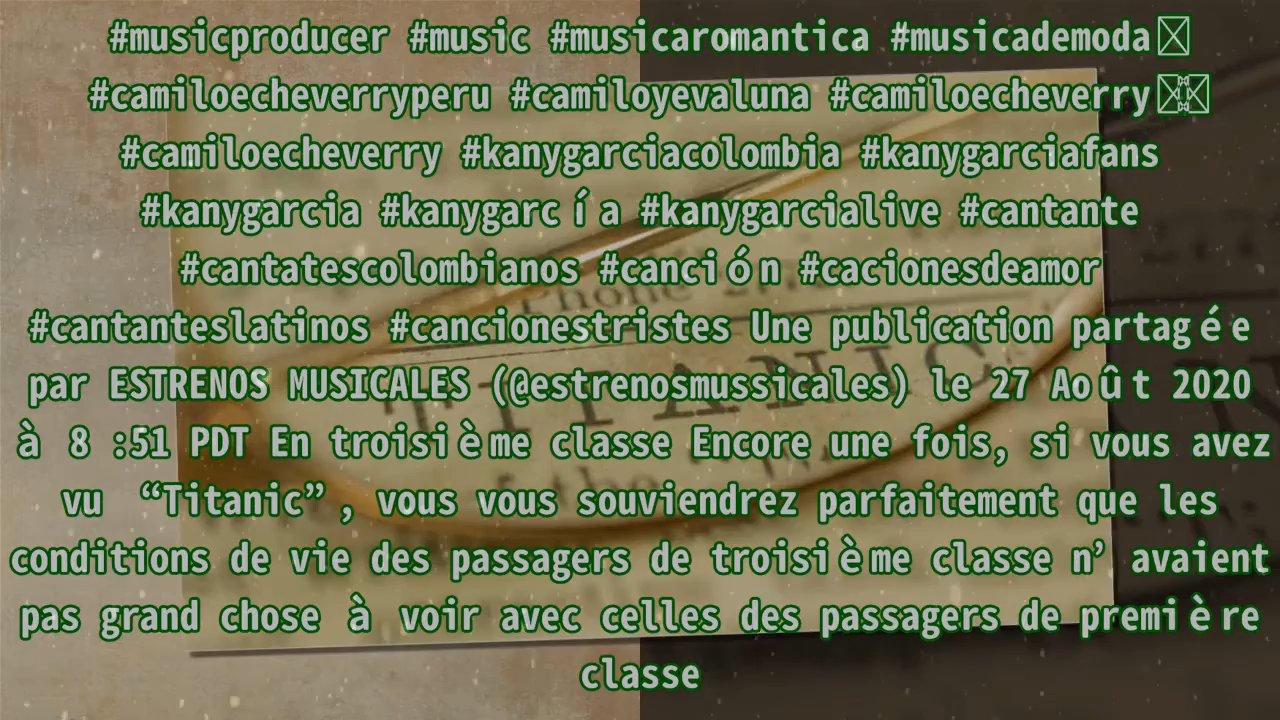 #musicproducer #music #musicaromantica #musicademoda
#camiloecheverryperu #camiloyevaluna #camiloecheverry
#camiloecheverry #kanygarciacolombia #kanygarciafans
#kanygarcia #kanygarcía #kanygarcialive #cantante
#cantatescolombianos #canción #cacionesdeamor
#cantanteslatinos #cancionestristes Une publication partagée
par ESTRENOS MUSICALES (@estrenosmussicales) le 27 Août 2020
à 8 :51 PDT En troisième classe Encore une fois, si vous avez
vu “Titanic”, vous vous souviendrez parfaitement que les
conditions de vie des passagers de troisième classe n’ avaient
pas grand chose à voir avec celles des passagers de première
classe
Phone
TITANIC